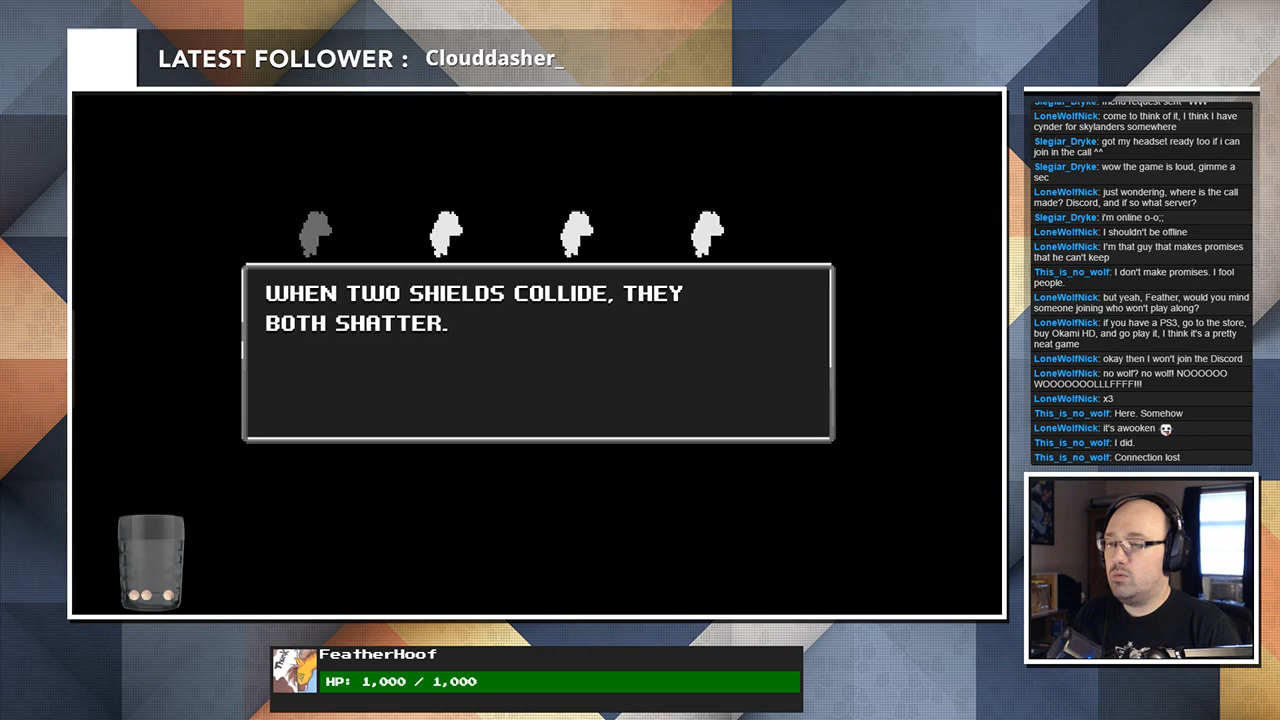 LATEST FOLLOWER : Clouddasher_
WHEN TWO SHIELDS COLLIDE, THEY
BOTH SHATTER.
LoneWolfNick: come to think of it, I think I have
cynder for skylanders somewhere
Slegiar_Dryke: got my headset ready too if i can
join in the call ^^
Slegiar_Dryke: wow the game is loud, gimme a
sec
LoneWolfNick: just wondering, where is the call
made? Discord, and if so what server?
Slegiar_Dryke: i'm online o-o;;
LoneWolfNick: I shouldn't be offline
LoneWolfNick: I'm that guy that makes promises
that he can't keep
This_is_no_wolf: I don't make promises. I fool
people.
LoneWolfNick: but yeah, Feather, would you mind
someone joining who won't play along?
LoneWolfNick: if you have a PS3, go to the store,
buy Okami HD, and go play it, I think it's a pretty
neat game
LoneWolfNick: okay then I won't join the Discord
LoneWolfNick: no wolf? no wolf! NOOOOOO
WOOOOOOOLLLFFFF!!!
LoneWolfNick: x3
This_is_no_wolf: Here. Somehow
LoneWolfNick: it's awooken
This_is_no_wolf: I did.
This_is_no_wolf: Connection lost
FeatherHoof
HP: 1,000 / 1,000